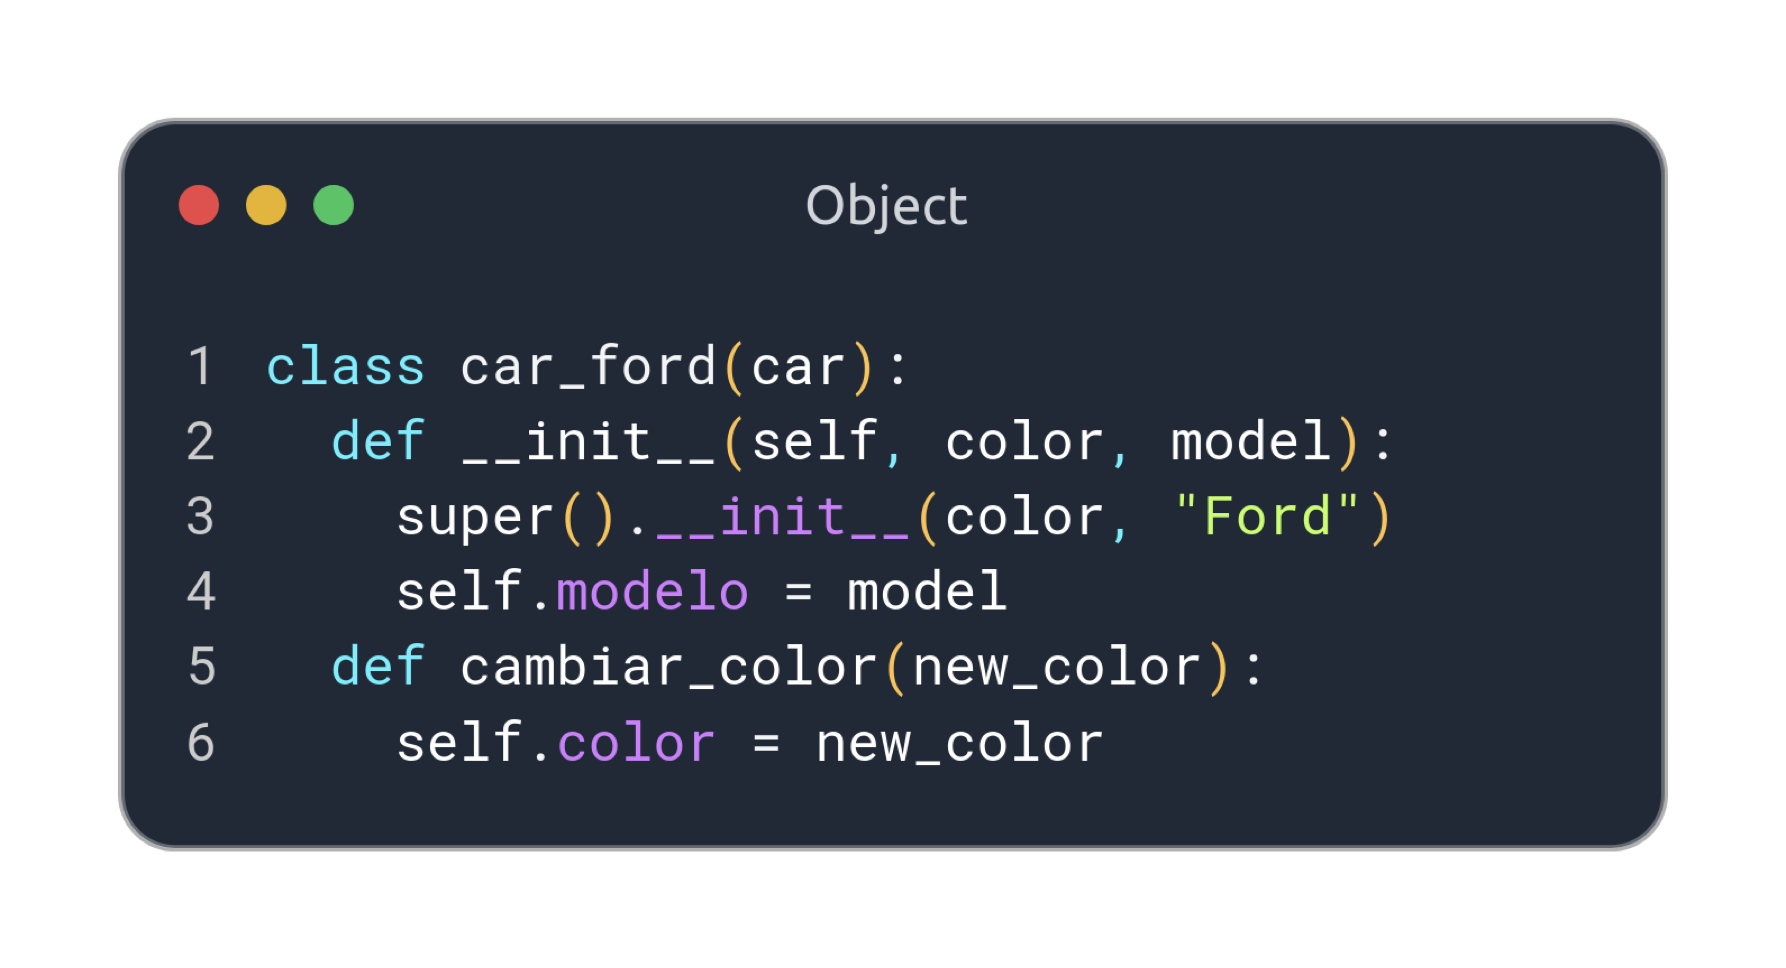 Object
1 class car_ford(car):
2   def __init__(self, color, model):
3     super().__init__(color, "Ford")
4     self.modelo = model
5   def cambiar_color(new_color):
6     self.color = new_color